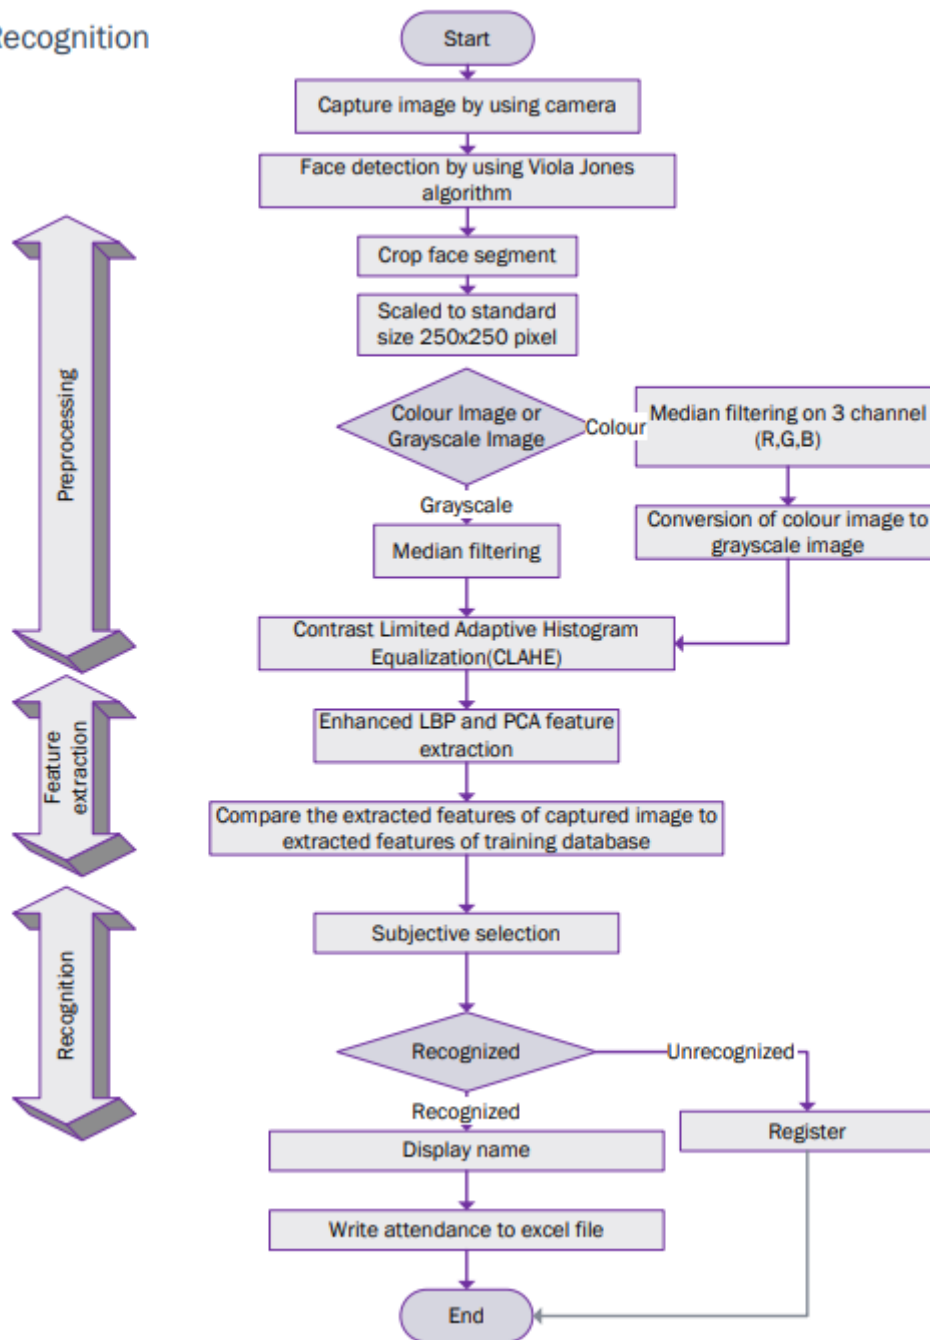 Recognition
Start
Capture image by using camera
Face detection by using Viola Jones
algorithm
Crop face segment
Scaled to standard
size 250x250 pixel
Colour Image or
Grayscale Image
Colour
Median filtering on 3 channel
(R,G,B)
Grayscale
Median filtering
Conversion of colour image to
grayscale image
Contrast Limited Adaptive Histogram
Equalization(CLAHE)
Preprocessing
Enhanced LBP and PCA feature
extraction
Compare the extracted features of captured image to
extracted features of training database
Feature
extraction
Subjective selection
Recognized
Unrecognized
Recognized
Register
Display name
Write attendance to excel file
Recognition
End